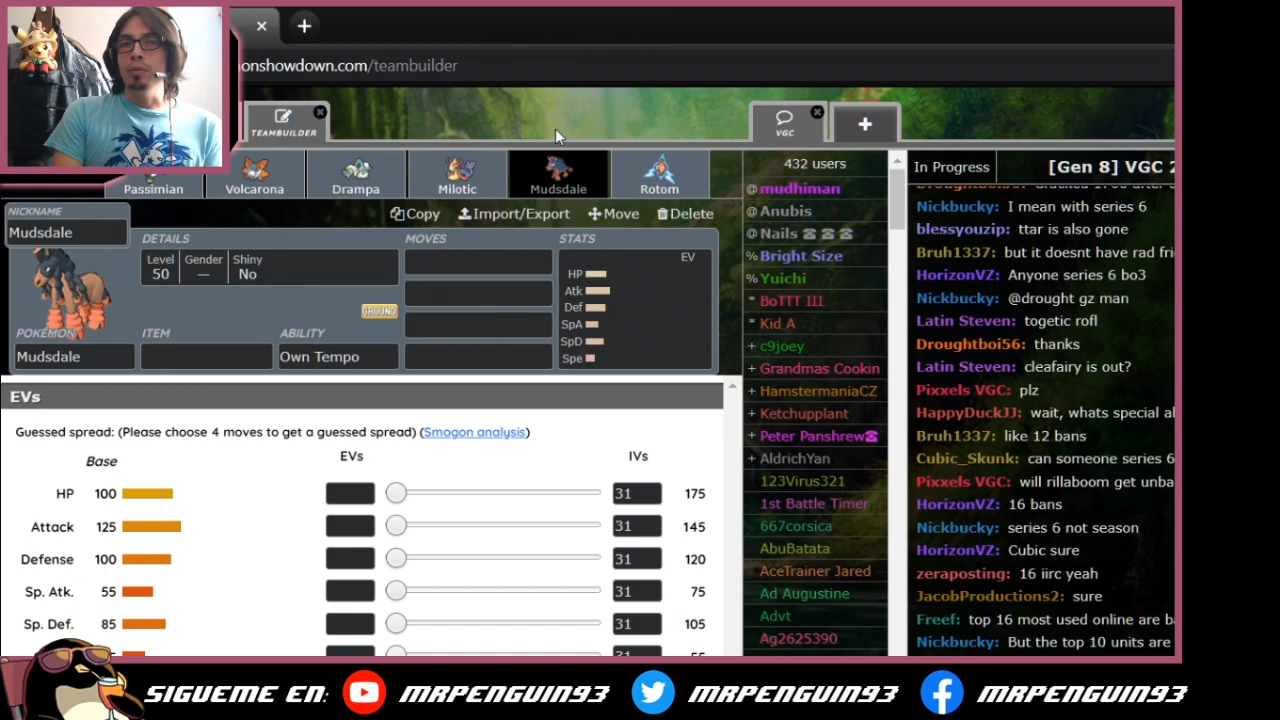 onshowdown.com/teambuilder
TEAMBUILDER
VGC
Passimian
Volcarona
Drampa
Milotic
Mudsdale
Rotom
Copy Import/Export Move Delete
NICKNAME
Mudsdale
DETAILS
Level Gender Shiny
50 — No
GROUND
POKÉMON ITEM ABILITY
Mudsdale Own Tempo
MOVES
STATS
EV
HP
Atk
Def
SpA
SpD
Spe
EVs
Guessed spread: (Please choose 4 moves to get a guessed spread) (Smogon analysis)
Base EVs IVs
HP 100 31 175
Attack 125 31 145
Defense 100 31 120
Sp. Atk. 55 31 75
Sp. Def. 85 31 105
432 users
@ mudhiman
@ Anubis
@ Nails ☎ ☎ ☎
% Bright Size
% Yuichi
* BoTTT III
* Kid A
+ c9joey
+ Grandmas Cookin
+ HamstermaniaCZ
+ Ketchupplant
+ Peter Panshrew☎
+ AldrichYan
123Virus321
1st Battle Timer
667corsica
AbuBatata
AceTrainer Jared
Ad Augustine
Advt
Ag2625390
In Progress
[Gen 8] VGC 2
Nickbucky: I mean with series 6
blessyouzip: ttar is also gone
Bruh1337: but it doesnt have rad fri
HorizonVZ: Anyone series 6 bo3
Nickbucky: @drought gz man
Latin Steven: togetic rofl
Droughtboi56: thanks
Latin Steven: cleafairy is out?
Pixxels VGC: plz
HappyDuckJJ: wait, whats special a
Bruh1337: like 12 bans
Cubic_Skunk: can someone series 6
Pixxels VGC: will rillaboom get unba
HorizonVZ: 16 bans
Nickbucky: series 6 not season
HorizonVZ: Cubic sure
zeraposting: 16 iirc yeah
JacobProductions2: sure
Freef: top 16 most used online are b
Nickbucky: But the top 10 units are
SIGUEME EN: MRPENGUIN93 MRPENGUIN93 MRPENGUIN93